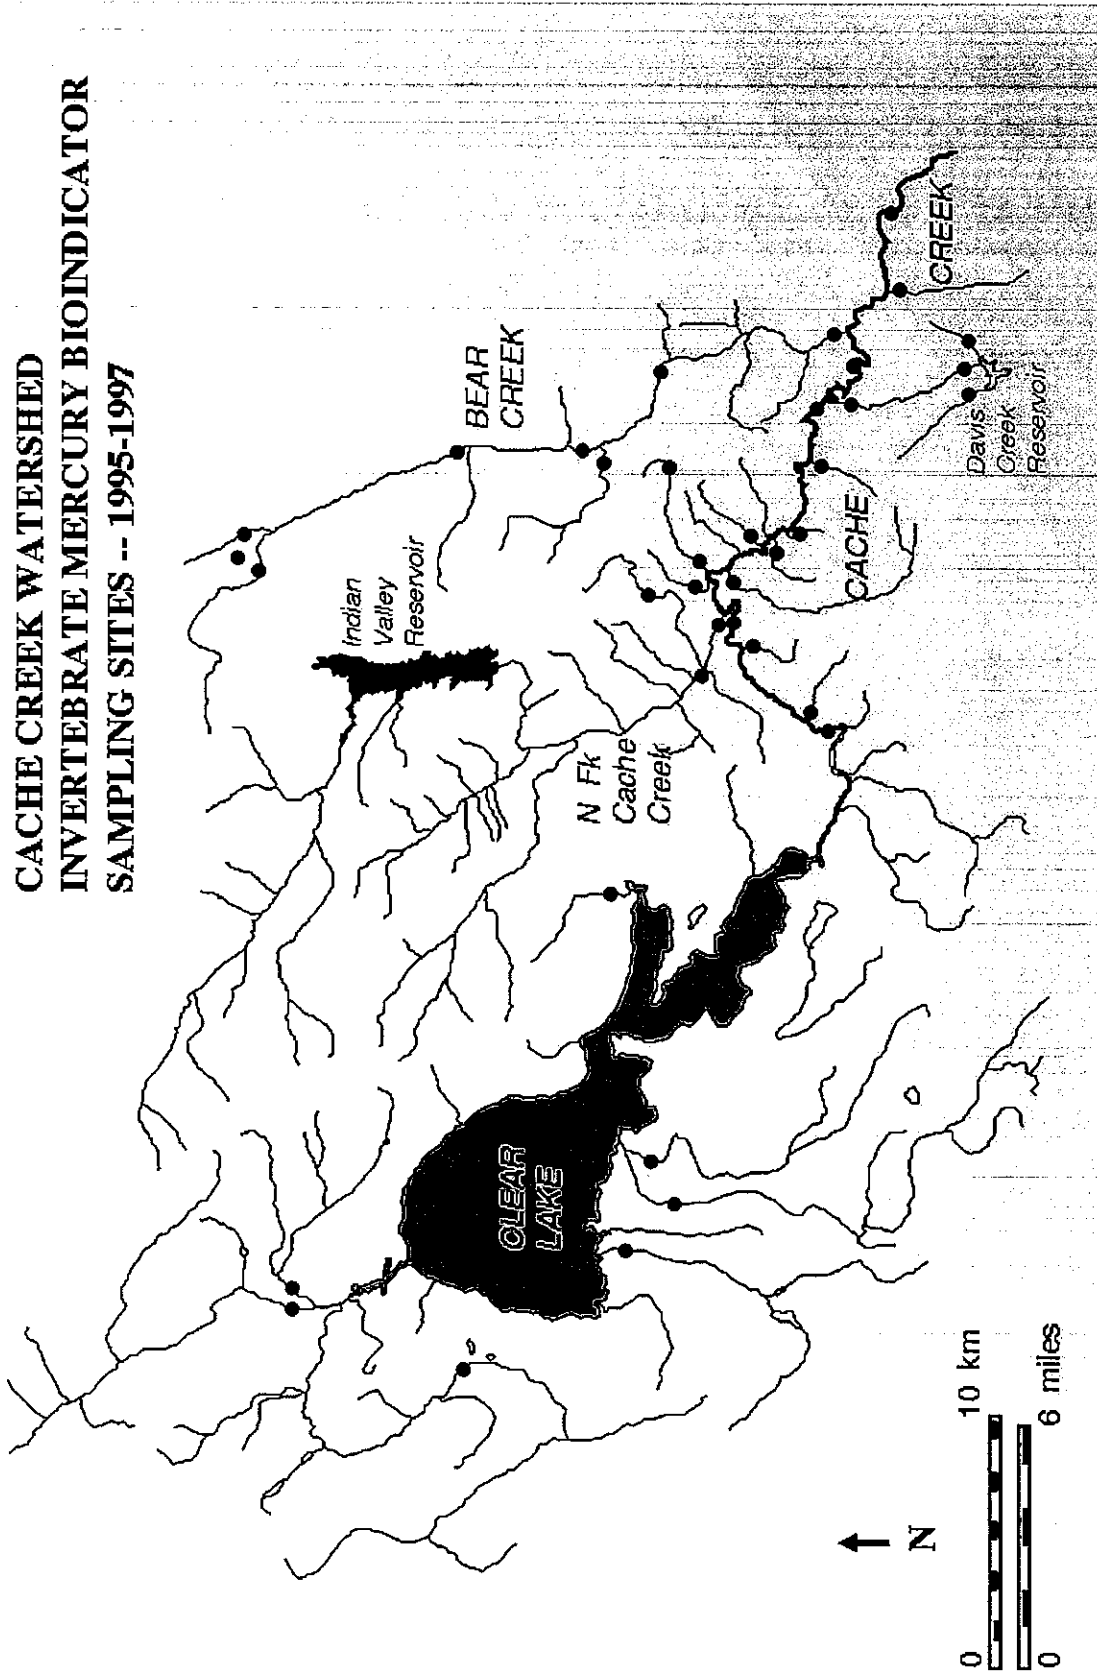 CACHE CREEK WATERSHED
INVERTEBRATE MERCURY BIOINDICATOR
SAMPLING SITES -- 1995-1997
Indian
Valley
Reservoir
BEAR
CREEK
N Fk
Cache
Creek
CLEAR
LAKE
CACHE
CREEK
Davis
Creek
Reservoir
N
0 10 km
0 6 miles